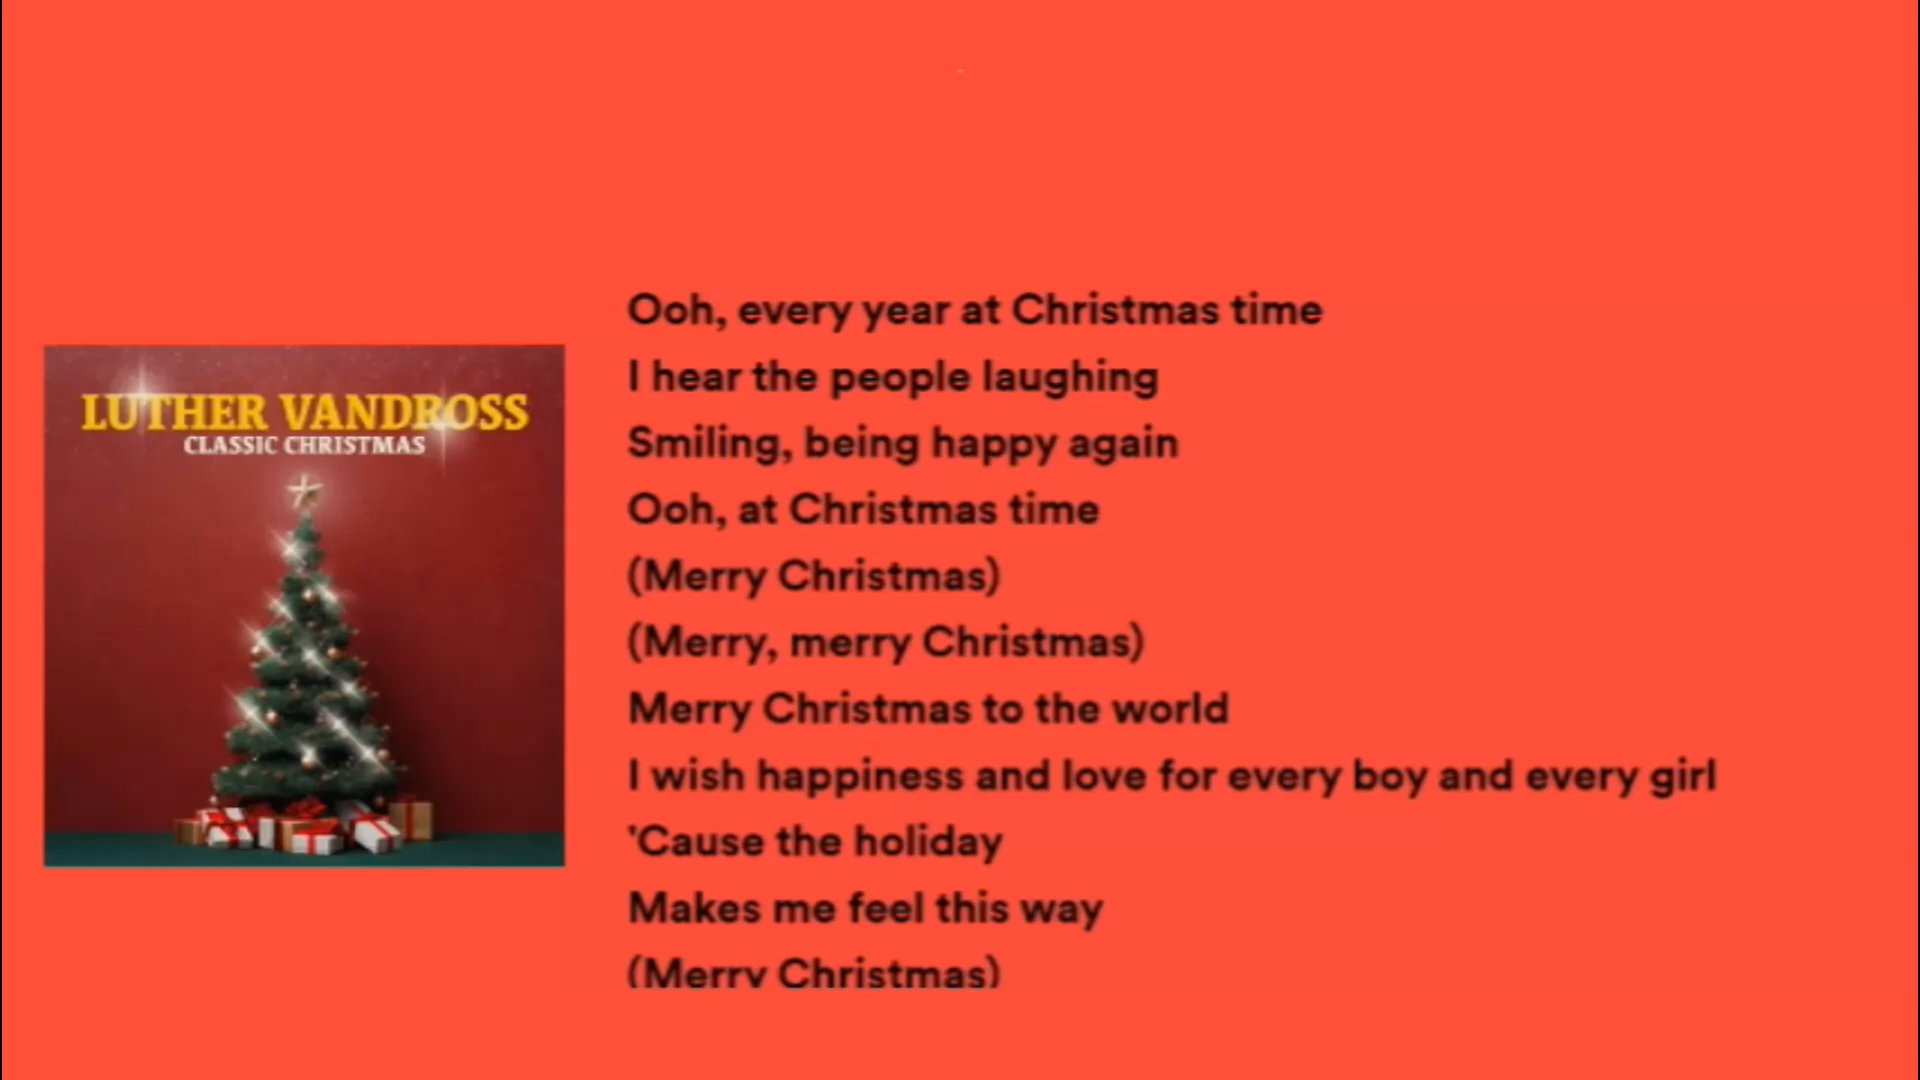 LUTHER VANDROSS
CLASSIC CHRISTMAS
Ooh, every year at Christmas time
I hear the people laughing
Smiling, being happy again
Ooh, at Christmas time
(Merry Christmas)
(Merry, merry Christmas)
Merry Christmas to the world
I wish happiness and love for every boy and every girl
'Cause the holiday
Makes me feel this way
(Merry Christmas)